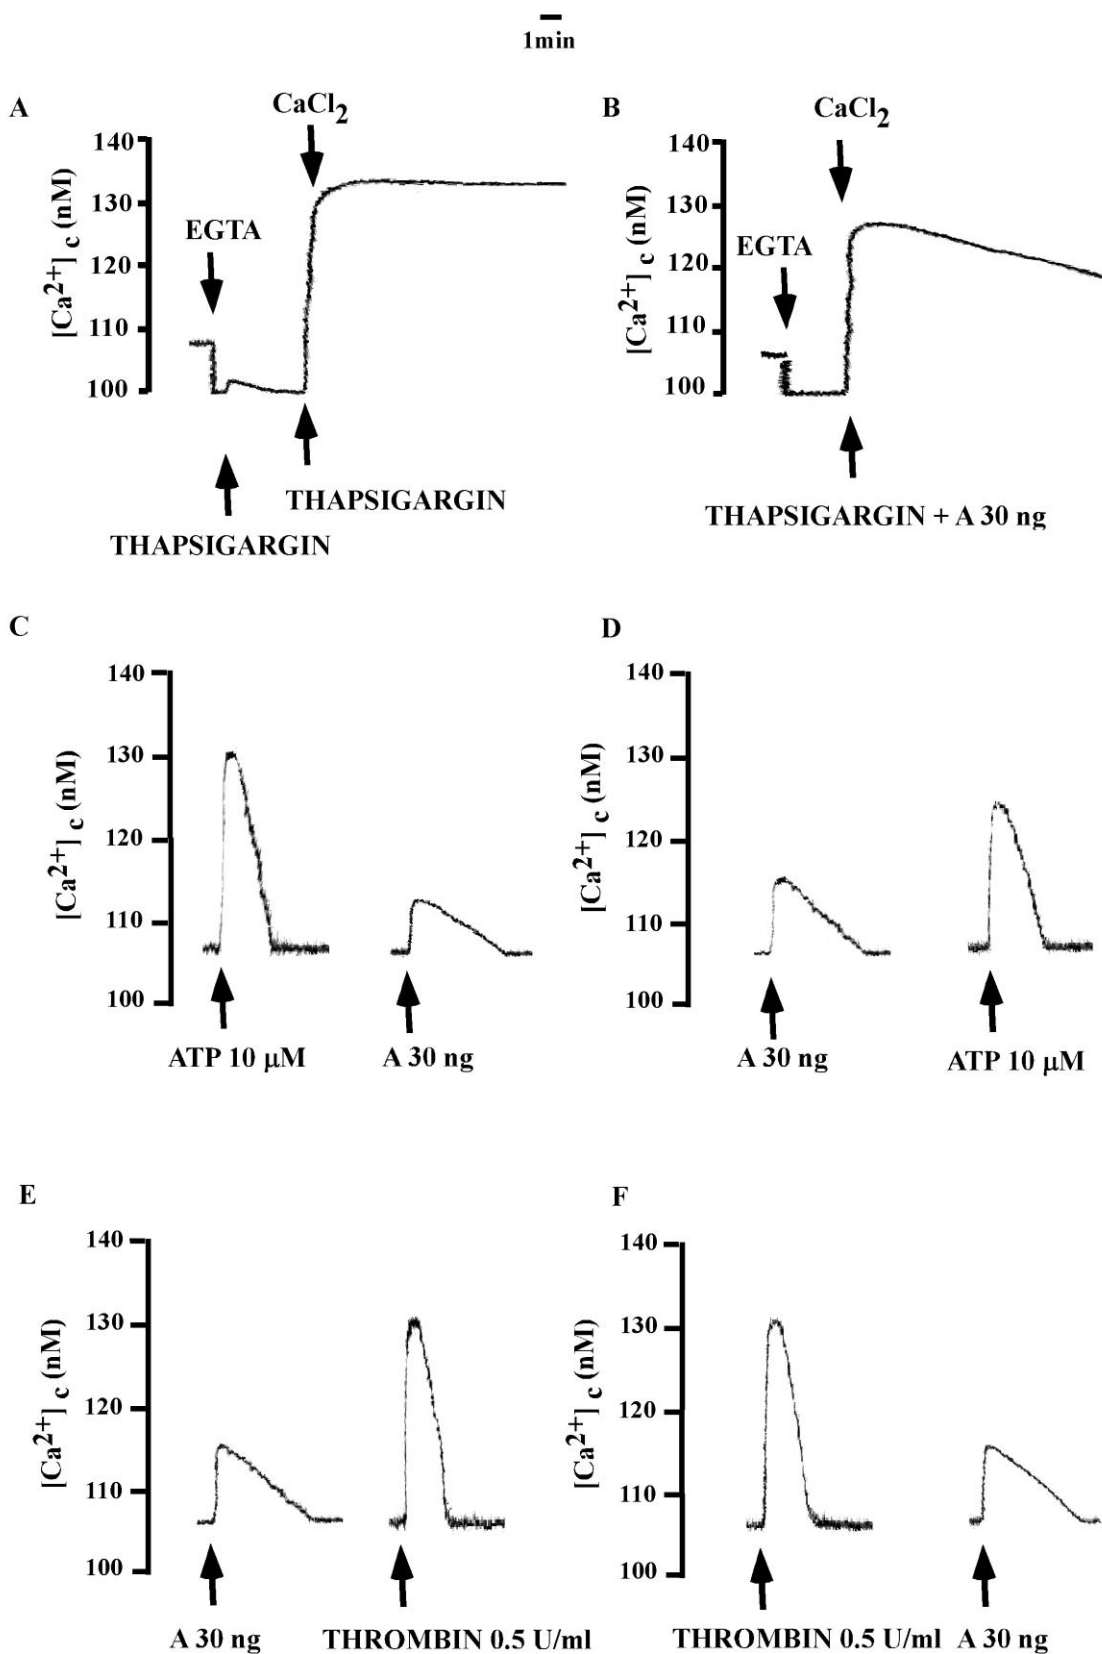 1min
A
B
CaCl2
CaCl2
140
130
120
110
100
[Ca2+] c (nM)
EGTA
THAPSIGARGIN
THAPSIGARGIN
140
130
120
110
100
[Ca2+] c (nM)
EGTA
THAPSIGARGIN + A 30 ng
C
D
140
130
120
110
100
[Ca2+] c (nM)
ATP 10 µM
A 30 ng
140
130
120
110
100
[Ca2+] c (nM)
A 30 ng
ATP 10 µM
E
F
140
130
120
110
100
[Ca2+] c (nM)
A 30 ng
THROMBIN 0.5 U/ml
140
130
120
110
100
[Ca2+] c (nM)
THROMBIN 0.5 U/ml
A 30 ng